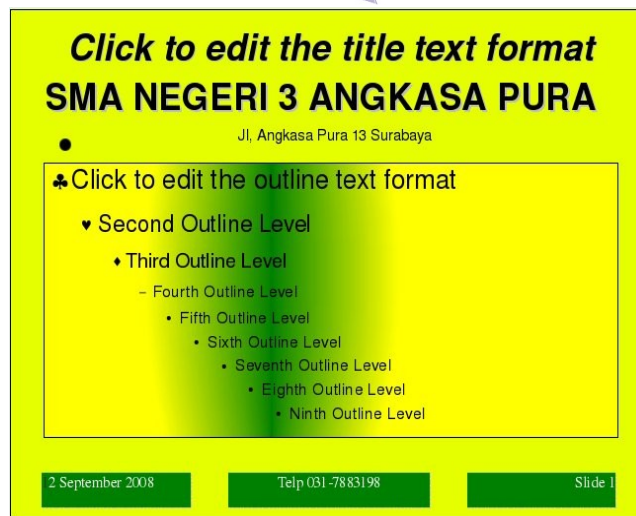 Click to edit the title text format
SMA NEGERI 3 ANGKASA PURA
Jl, Angkasa Pura 13 Surabaya
♣Click to edit the outline text format
♥ Second Outline Level
♦ Third Outline Level
– Fourth Outline Level
• Fifth Outline Level
• Sixth Outline Level
• Seventh Outline Level
• Eighth Outline Level
• Ninth Outline Level
2 September 2008
Telp 031-7883198
Slide 1